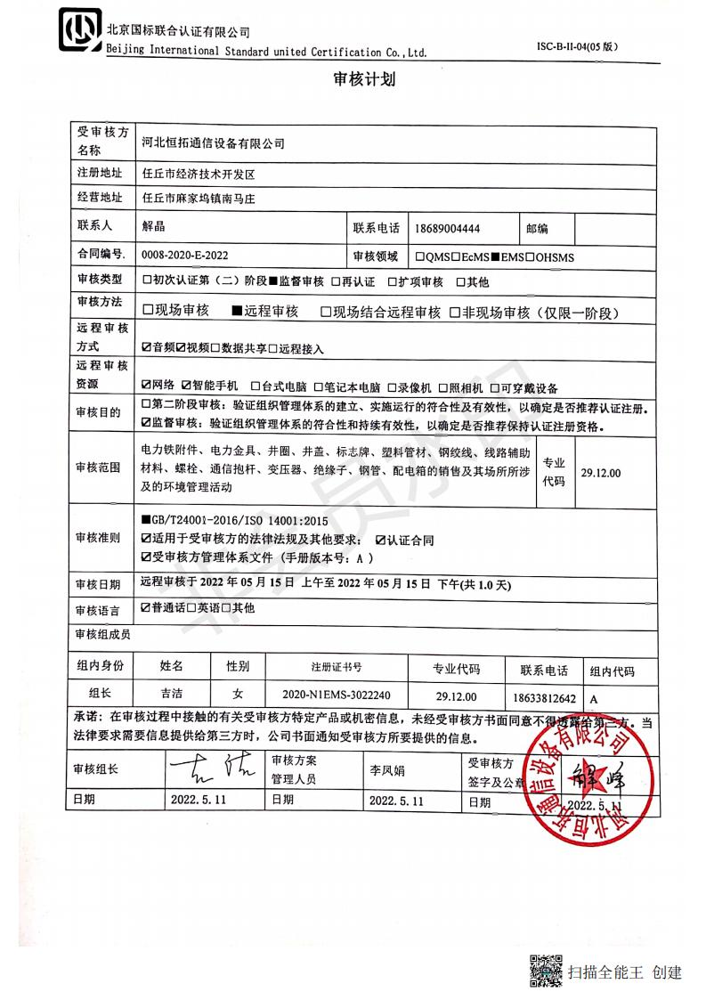 北京国标联合认证有限公司
Beijing International Standard united Certification Co.,Ltd.
ISC-B-II-04(05版)
审核计划
受审核方名称 河北恒拓通信设备有限公司
注册地址 任丘市经济技术开发区
经营地址 任丘市麻家坞镇南马庄
联系人 解晶 联系电话 18689004444 邮编
合同编号. 0008-2020-E-2022 审核领域 □QMS□EcMS■EMS□OHSMS
审核类型 □初次认证第（二）阶段■监督审核 □再认证 □扩项审核 □其他
审核方法 □现场审核 ■远程审核 □现场结合远程审核 □非现场审核（仅限一阶段）
远程审核方式 ☑音频☑视频□数据共享□远程接入
远程审核资源 ☑网络 ☑智能手机 □台式电脑 □笔记本电脑 □录像机 □照相机 □可穿戴设备
审核目的 □第二阶段审核：验证组织管理体系的建立、实施运行的符合性及有效性，以确定是否推荐认证注册。
☑监督审核：验证组织管理体系的符合性和持续有效性，以确定是否推荐保持认证注册资格。
审核范围 电力铁附件、电力金具、井圈、井盖、标志牌、塑料管材、钢绞线、线路辅助
材料、螺栓、通信抱杆、变压器、绝缘子、钢管、配电箱的销售及其场所所涉
及的环境管理活动
专业代码 29.12.00
审核准则 ■GB/T24001-2016/ISO 14001:2015
☑适用于受审核方的法律法规及其他要求； ☑认证合同
☑受审核方管理体系文件（手册版本号：A ）
审核日期 远程审核于2022年05月15日 上午至2022年05月15日 下午(共1.0天)
审核语言 ☑普通话□英语□其他
审核组成员
组内身份 姓名 性别 注册证书号 专业代码 联系电话 组内代码
组长 吉洁 女 2020-N1EMS-3022240 29.12.00 18633812642 A
承诺：在审核过程中接触的有关受审核方特定产品或机密信息，未经受审核方书面同意不得透露给第三方。当
法律要求需要信息提供给第三方时，公司书面通知受审核方所要提供的信息。
审核组长 吉洁 审核方案管理人员 李凤娟 受审核方签字及公章 解峰
日期 2022.5.11 日期 2022.5.11 日期 2022.5.11
河北恒拓通信设备有限公司
非会员水印
扫描全能王 创建